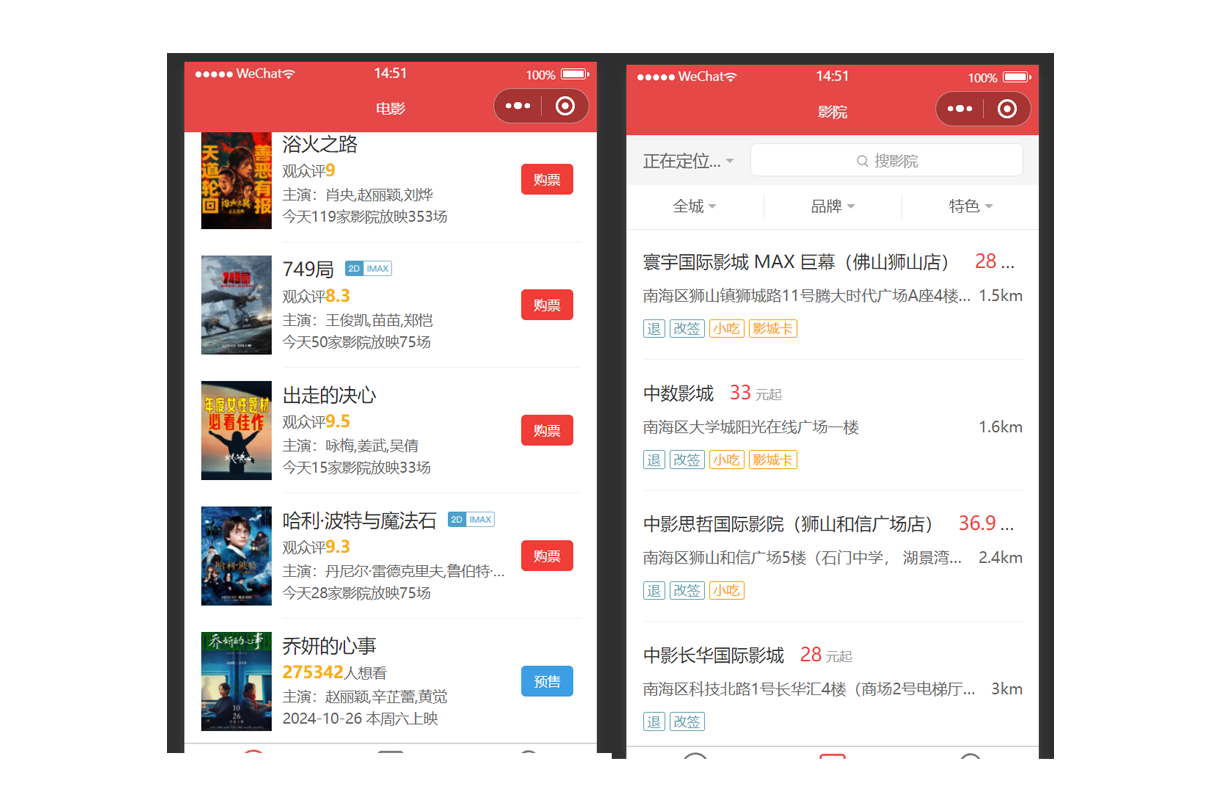 WeChat
14:51
100%
电影
天道轮回
善恶有报
浴火之路
浴火之路
观众评9
主演：肖央,赵丽颖,刘烨
今天119家影院放映353场
购票
749局
749局
2D IMAX
观众评8.3
主演：王俊凯,苗苗,郑恺
今天50家影院放映75场
购票
年度女性题材
必看佳作
出走的决心
观众评9.5
主演：咏梅,姜武,吴倩
今天15家影院放映33场
购票
哈利·波特
哈利·波特与魔法石
2D IMAX
观众评9.3
主演：丹尼尔·雷德克里夫,鲁伯特·...
今天28家影院放映75场
购票
乔妍的心事
10
26
乔妍的心事
275342人想看
主演：赵丽颖,辛芷蕾,黄觉
2024-10-26 本周六上映
预售
WeChat
14:51
100%
影院
正在定位...
搜影院
全城
品牌
特色
寰宇国际影城 MAX 巨幕（佛山狮山店） 28 ...
南海区狮山镇狮城路11号腾大时代广场A座4楼... 1.5km
退 改签 小吃 影城卡
中数影城 33 元起
南海区大学城阳光在线广场一楼 1.6km
退 改签 小吃 影城卡
中影思哲国际影院（狮山和信广场店） 36.9 ...
南海区狮山和信广场5楼（石门中学， 湖景湾... 2.4km
退 改签 小吃
中影长华国际影城 28 元起
南海区科技北路1号长华汇4楼（商场2号电梯厅... 3km
退 改签